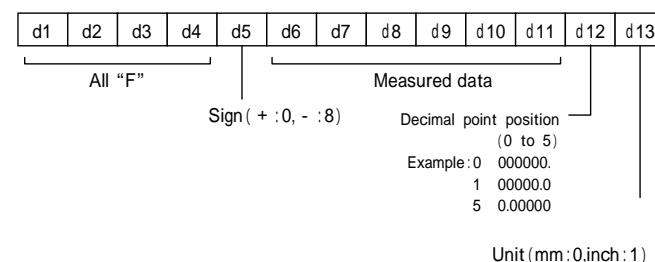 d1 d2 d3 d4 d5 d6 d7 d8 d9 d10 d11 d12 d13
All “F” Measured data
Sign( + :0, - :8)
Decimal point position
(0 to 5)
Example:0 000000.
1 00000.0
5 0.00000
Unit(mm:0,inch:1)